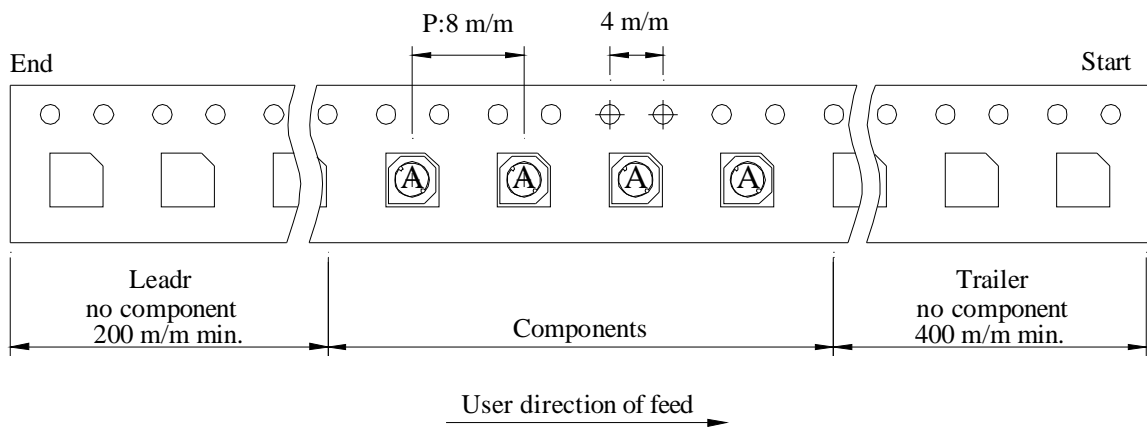 P:8 m/m
4 m/m
End
Start
A
A
A
A
Leadr
no component
200 m/m min.
Components
Trailer
no component
400 m/m min.
User direction of feed